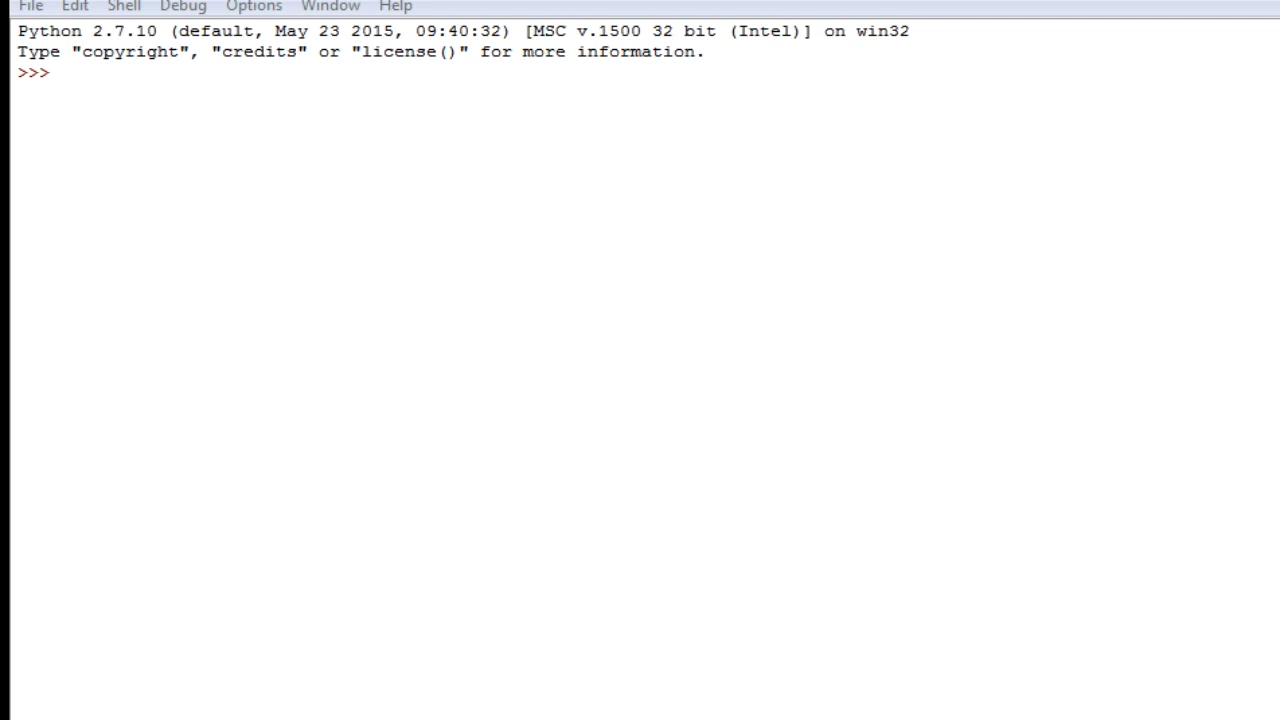 File Edit Shell Debug Options Window Help
Python 2.7.10 (default, May 23 2015, 09:40:32) [MSC v.1500 32 bit (Intel)] on win32
Type "copyright", "credits" or "license()" for more information.
>>>